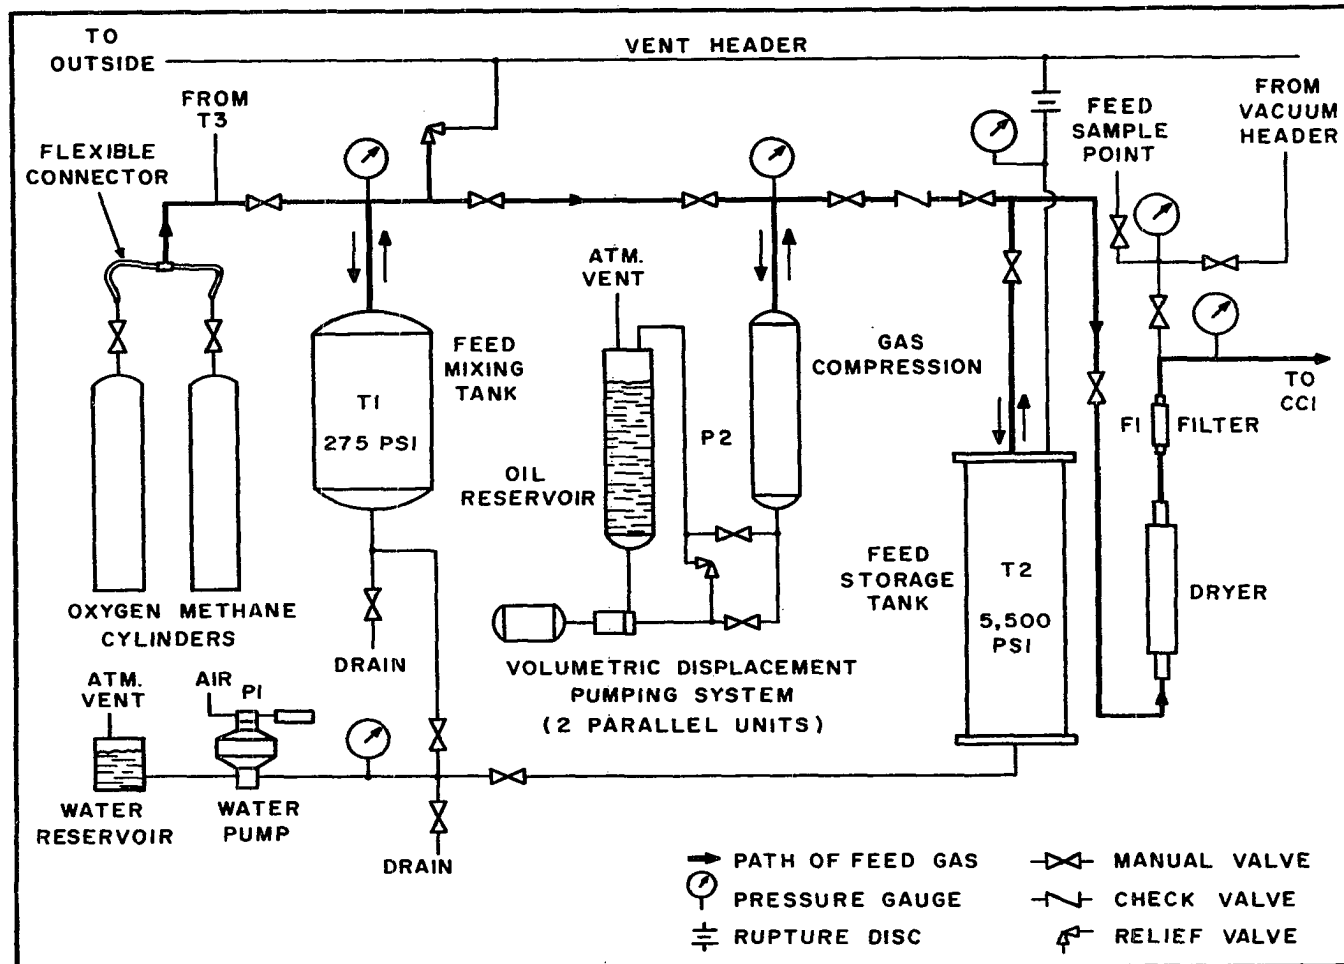 TO
OUTSIDE
VENT HEADER
FROM
T3
FLEXIBLE
CONNECTOR
FEED
SAMPLE
POINT
FROM
VACUUM
HEADER
ATM.
VENT
FEED
MIXING
TANK
T1
275 PSI
GAS
COMPRESSION
P2
OIL
RESERVOIR
TO
CC1
F1 FILTER
OXYGEN METHANE
CYLINDERS
DRAIN
FEED
STORAGE
TANK
T2
5,500
PSI
DRYER
VOLUMETRIC DISPLACEMENT
PUMPING SYSTEM
(2 PARALLEL UNITS)
ATM.
VENT
AIR
P1
WATER
RESERVOIR
WATER
PUMP
DRAIN
PATH OF FEED GAS
MANUAL VALVE
PRESSURE GAUGE
CHECK VALVE
RUPTURE DISC
RELIEF VALVE